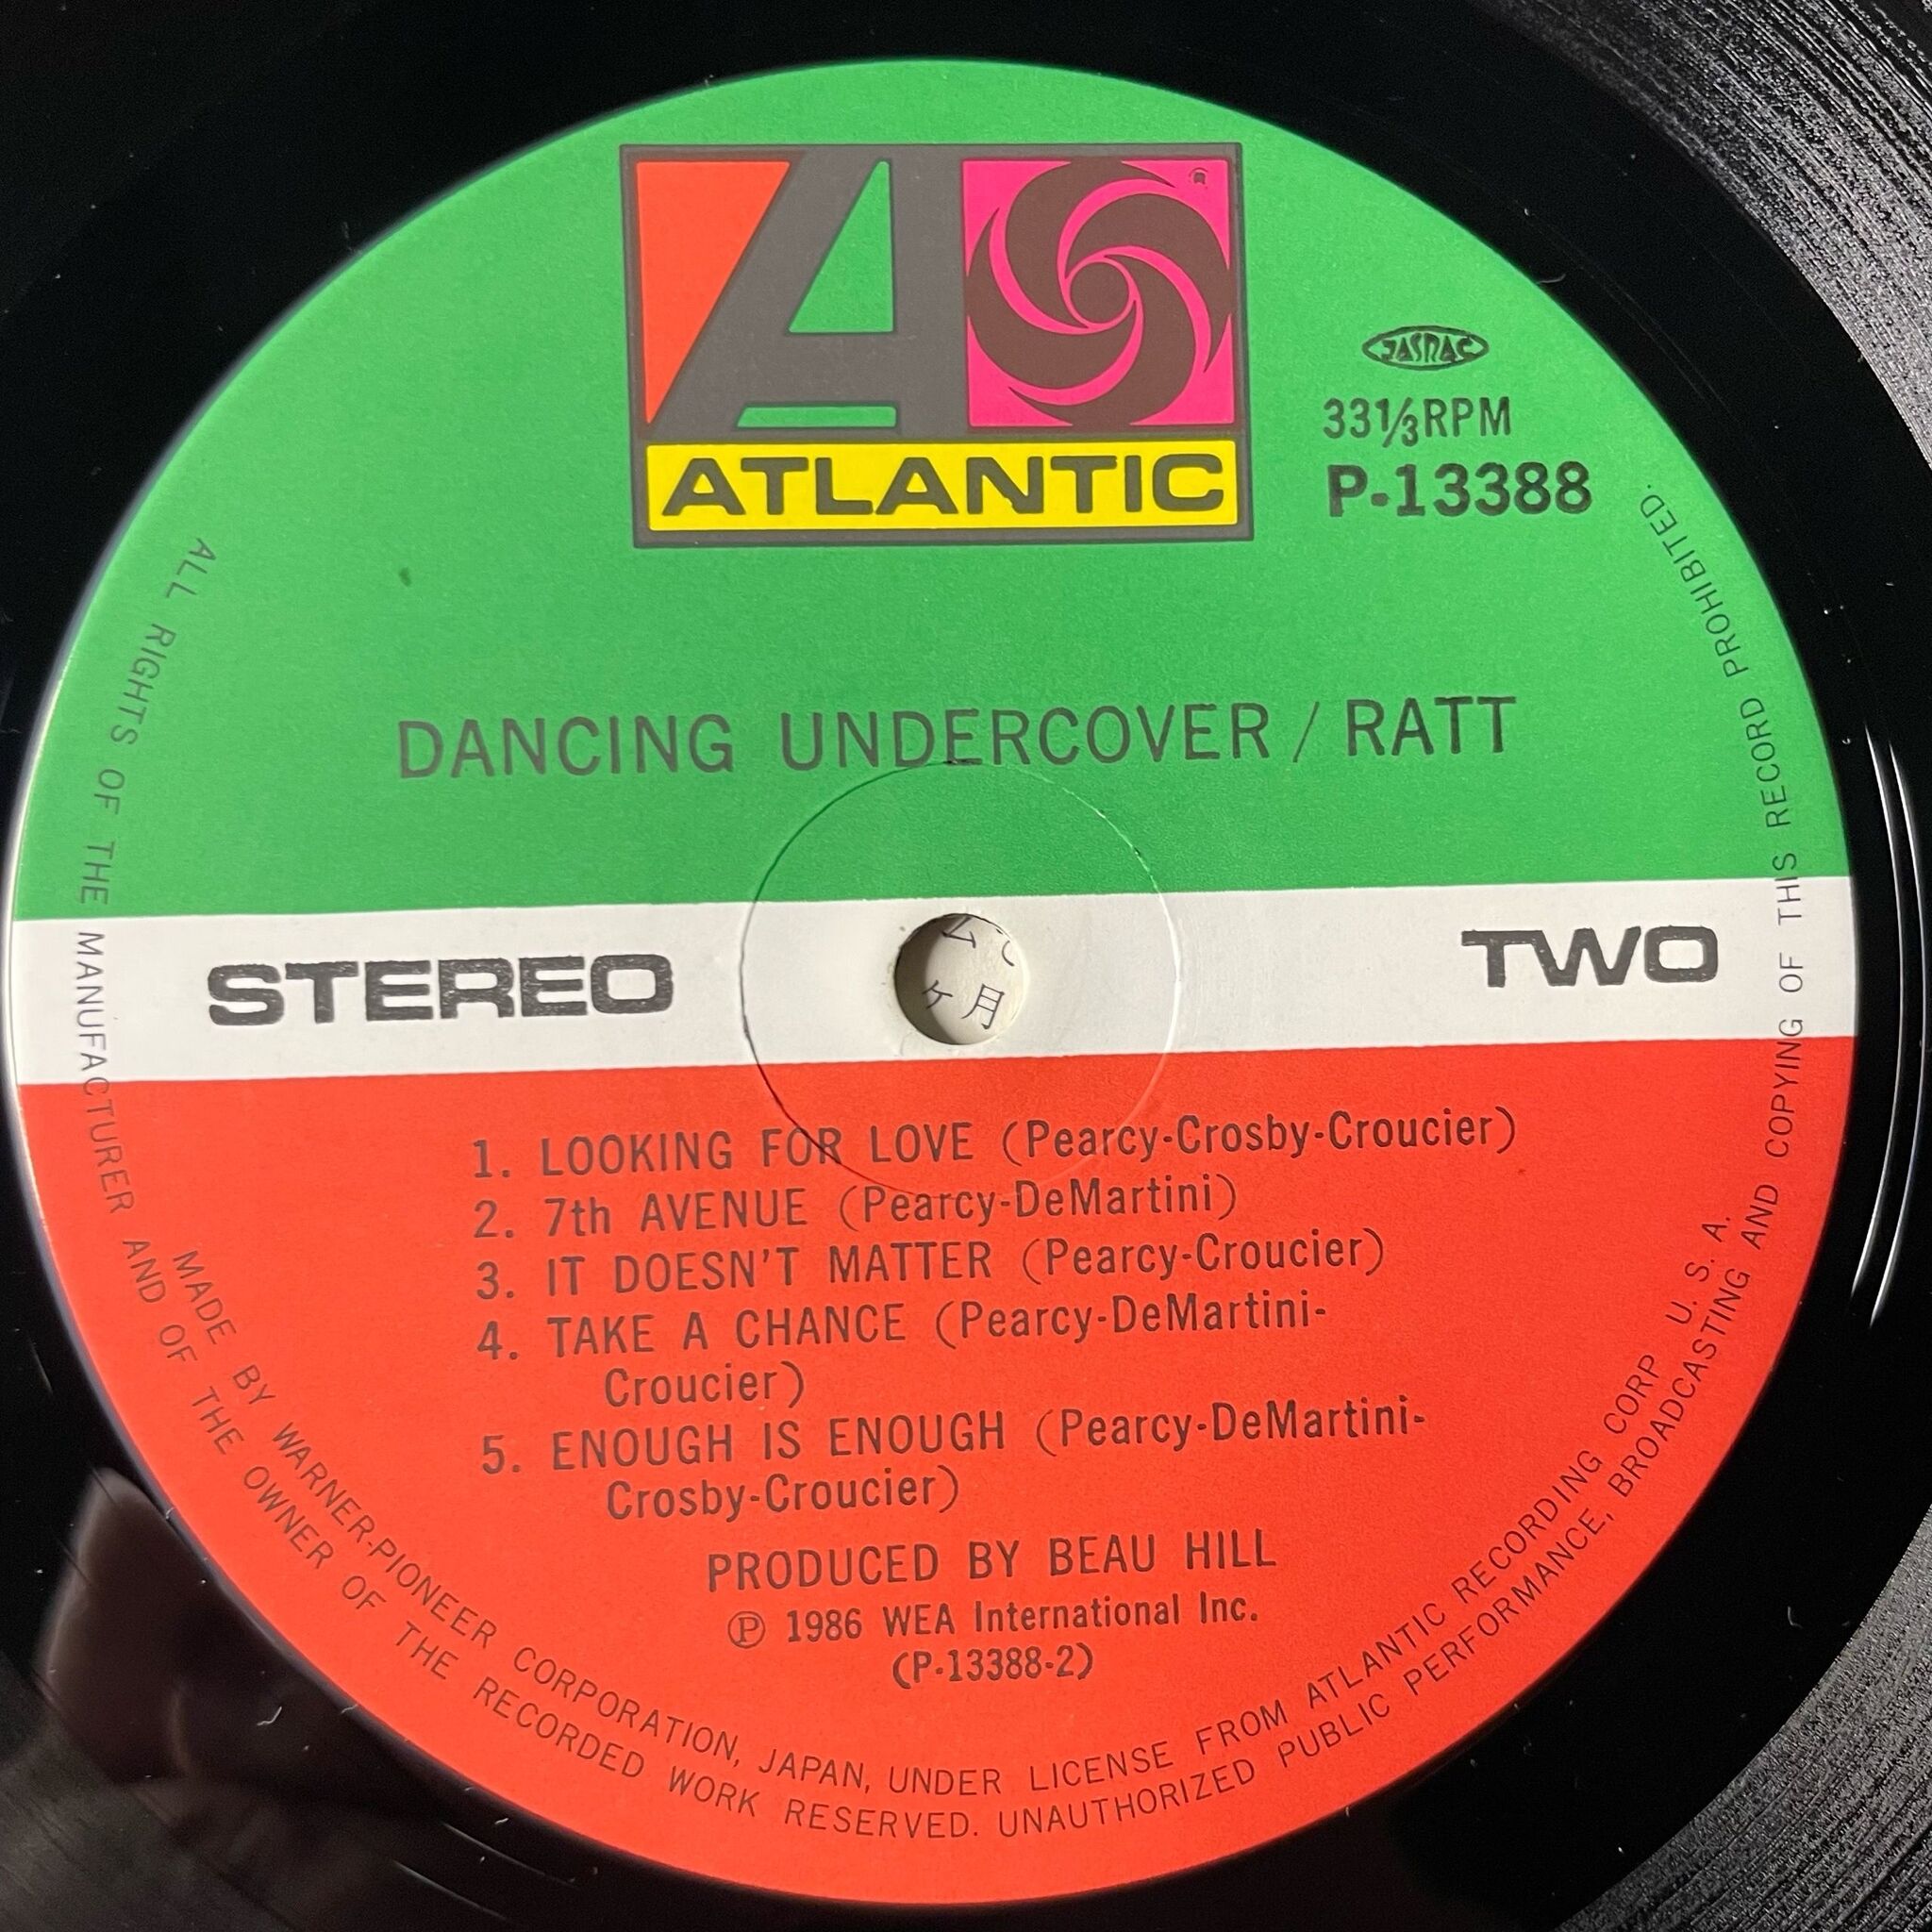 ATLANTIC
®
JASRAC
33⅓RPM
P-13388
DANCING UNDERCOVER / RATT
STEREO
TWO
ム
ヶ月
1. LOOKING FOR LOVE (Pearcy-Crosby-Croucier)
2. 7th AVENUE (Pearcy-DeMartini)
3. IT DOESN'T MATTER (Pearcy-Croucier)
4. TAKE A CHANCE (Pearcy-DeMartini-
Croucier)
5. ENOUGH IS ENOUGH (Pearcy-DeMartini-
Crosby-Croucier)
PRODUCED BY BEAU HILL
℗ 1986 WEA International Inc.
(P-13388-2)
MADE BY WARNER-PIONEER CORPORATION, JAPAN, UNDER LICENSE FROM ATLANTIC RECORDING CORP U. S. A.
ALL RIGHTS OF THE MANUFACTURER AND OF THE OWNER OF THE RECORDED WORK RESERVED. UNAUTHORIZED PUBLIC PERFORMANCE, BROADCASTING AND COPYING OF THIS RECORD PROHIBITED.